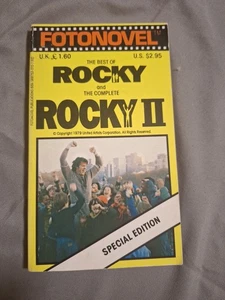 FOTONOVEL™
U.K. £ 1.60
U.S. $2.95
THE BEST OF
ROCKY
and
THE COMPLETE
ROCKY II
© Copyright 1979 United Artists Corporation. All Rights Reserved.
SPECIAL EDITION